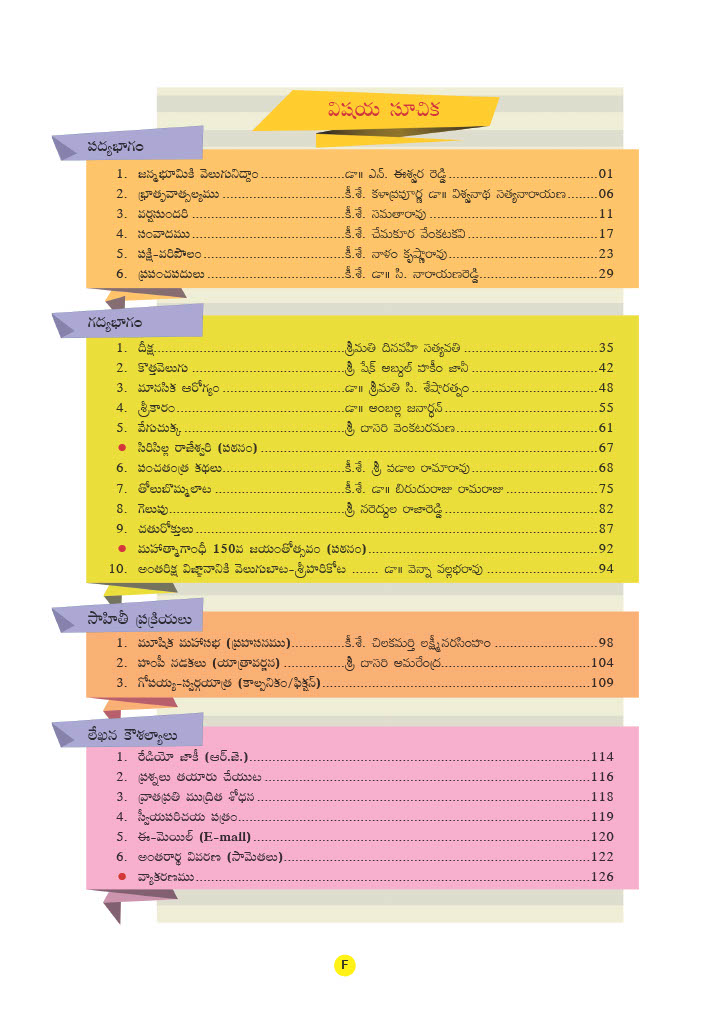 విషయ సూచిక
పద్యభాగం
1. జన్మభూమికి వెలుగునిద్దాం.....................డా॥ ఎన్. ఈశ్వర రెడ్డి......................................01
2. భ్రాతృవాత్సల్యము ...............................కీ.శే. కళాప్రపూర్ణ డా॥ విశ్వనాథ సత్యనారాయణ........06
3. వర్షసుందరి .......................................కీ.శే. సమతారావు ...........................................11
4. సంవాదము .......................................కీ.శే. చేమకూర వేంకటకవి .................................17
5. పక్షి-పరిపౌలం....................................కీ.శే. నాళం కృష్ణారావు......................................23
6. ప్రపంచపదులు ...................................కీ.శే. డా॥ సి. నారాయణరెడ్డి..............................29
గద్యభాగం
1. దీక్ష ................................................శ్రీమతి దినవహి సత్యవతి ..................................35
2. కొత్తవెలుగు .......................................శ్రీ షేక్ అబ్దుల్ హకీం జానీ ................................42
3. మానసిక ఆరోగ్యం ...............................డా॥ శ్రీమతి సి. శేషారత్నం ................................48
4. శ్రీకారం...........................................డా॥ అంబల్ల జనార్దన్ .......................................55
5. వేగుచుక్క .........................................శ్రీ దాసరి వెంకటరమణ....................................61
● సిరిసిల్ల రాజేశ్వరి (పఠనం) .....................................................................................67
6. పంచతంత్ర కథలు...............................కీ.శే. శ్రీ పడాల రామారావు................................68
7. తోలుబొమ్మలాట .................................కీ.శే. డా॥ బిరుదురాజు రామరాజు .......................75
8. గెలుపు............................................శ్రీ నరెద్దుల రాజారెడ్డి........................................82
9. చతురోక్తులు .....................................................................................................87
● మహాత్మాగాంధీ 150వ జయంతోత్సవం (పఠనం) ..........................................................92
10. అంతరిక్ష విజ్ఞానానికి వెలుగుబాట-శ్రీహరికోట ....... డా॥ వెన్నా వల్లభరావు ............................94
సాహితీ ప్రక్రియలు
1. మూషిక మహాసభ (ప్రహసనము)..............కీ.శే. చిలకమర్తి లక్ష్మీనరసింహం ..........................98
2. హంపీ నడకలు (యాత్రావర్ణన) ................శ్రీ దాసరి అమరేంద్ర......................................104
3. గోపయ్య-స్వర్గయాత్ర (కాల్పనికం/ఫిక్షన్)....................................................................109
లేఖన కౌశల్యాలు
1. రేడియో జాకీ (ఆర్.జె.).......................................................................................114
2. ప్రశ్నలు తయారు చేయుట ..................................................................................116
3. వ్రాతప్రతి ముద్రిత శోధన ....................................................................................118
4. స్వీయపరిచయ పత్రం.........................................................................................119
5. ఈ-మెయిల్ (E-mail) .....................................................................................120
6. అంతరార్థ వివరణ (సామెతలు)..............................................................................122
● వ్యాకరణము....................................................................................................126
F